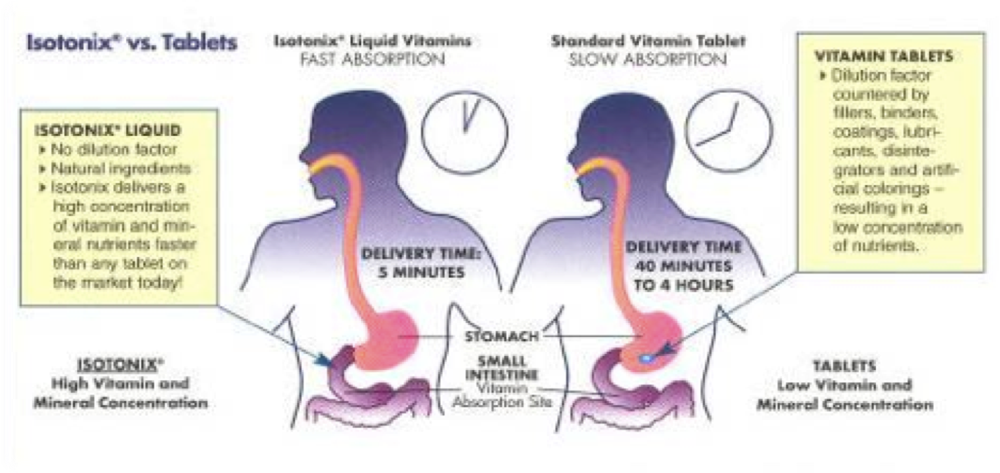 Isotonix® vs. Tablets
Isotonix® Liquid Vitamins
FAST ABSORPTION
Standard Vitamin Tablet
SLOW ABSORPTION
ISOTONIX® LIQUID
▸ No dilution factor
▸ Natural ingredients
▸ Isotonix delivers a
high concentration
of vitamin and min-
eral nutrients faster
than any tablet on
the market today!
VITAMIN TABLETS
▸ Dilution factor
countered by
fillers, binders,
coatings, lubri-
cants, disinte-
grators and artifi-
cial colorings –
resulting in a
low concentration
of nutrients.
DELIVERY TIME:
5 MINUTES
DELIVERY TIME
40 MINUTES
TO 4 HOURS
STOMACH
SMALL
INTESTINE
Vitamin
Absorption Site
ISOTONIX®
High Vitamin and
Mineral Concentration
TABLETS
Low Vitamin and
Mineral Concentration